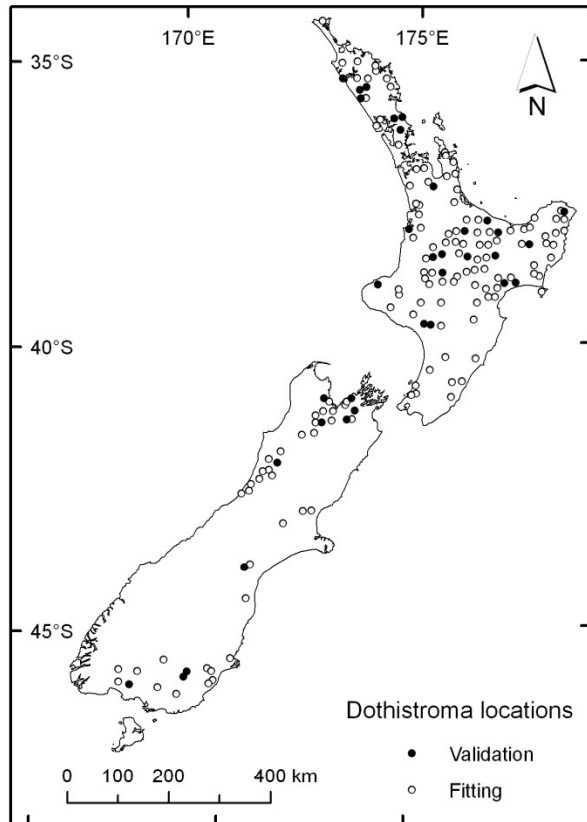 170°E 175°E
35°S
N
40°S
45°S
Dothistroma locations
Validation
Fitting
0 100 200 400 km